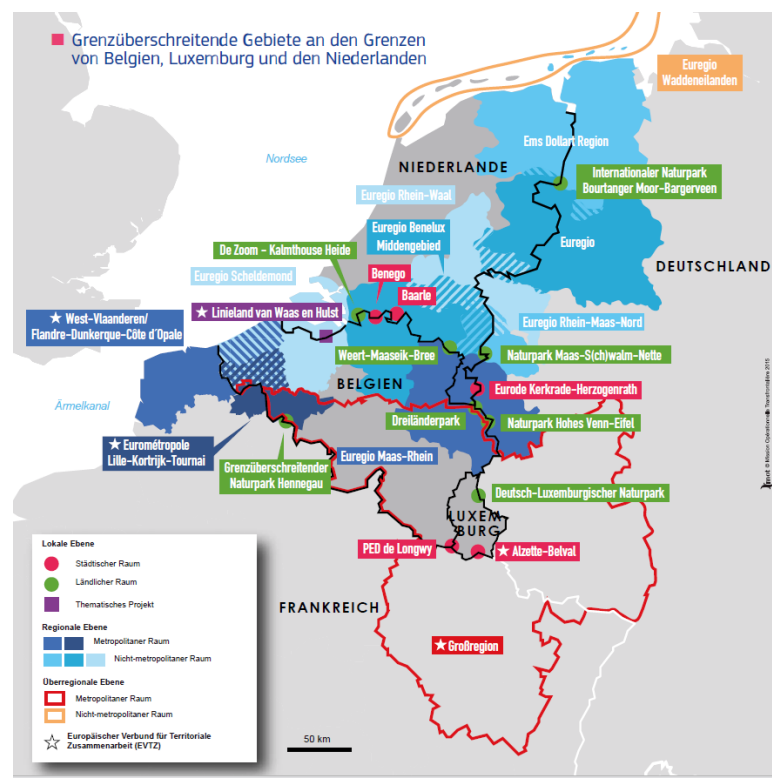 Grenzüberschreitende Gebiete an den Grenzen
von Belgien, Luxemburg und den Niederlanden
Euregio
Waddeneilanden
Nordsee
Ems Dollart Region
NIEDERLANDE
Internationaler Naturpark
Bourtanger Moor-Bargerveen
Euregio Rhein-Waal
Euregio Benelux
Middengebied
Euregio
De Zoom - Kalmthouse Heide
DEUTSCHLAND
Euregio Scheldemond
Benego
Baarle
★ West-Vlaanderen/
Flandre-Dunkerque-Côte d'Opale
★ Linieland van Waas en Hulst
Euregio Rhein-Maas-Nord
Weert-Maaseik-Bree
Naturpark Maas-S(ch)walm-Nette
BELGIEN
Eurode Kerkrade-Herzogenrath
Ärmelkanal
Dreiländerpark
Naturpark Hohes Venn-Eifel
★ Eurométropole
Lille-Kortrijk-Tournai
Euregio Maas-Rhein
Grenzüberschreitender
Naturpark Hennegau
Deutsch-Luxemburgischer Naturpark
LUXEM
BURG
PED de Longwy
★ Alzette-Belval
FRANKREICH
★ Großregion
Lokale Ebene
Städtischer Raum
Ländlicher Raum
Thematisches Projekt
Regionale Ebene
Metropolitaner Raum
Nicht-metropolitaner Raum
Überregionale Ebene
Metropolitaner Raum
Nicht-metropolitaner Raum
Europäischer Verbund für Territoriale
Zusammenarbeit (EVTZ)
50 km
© Mission Opérationnelle Transfrontalière 2015